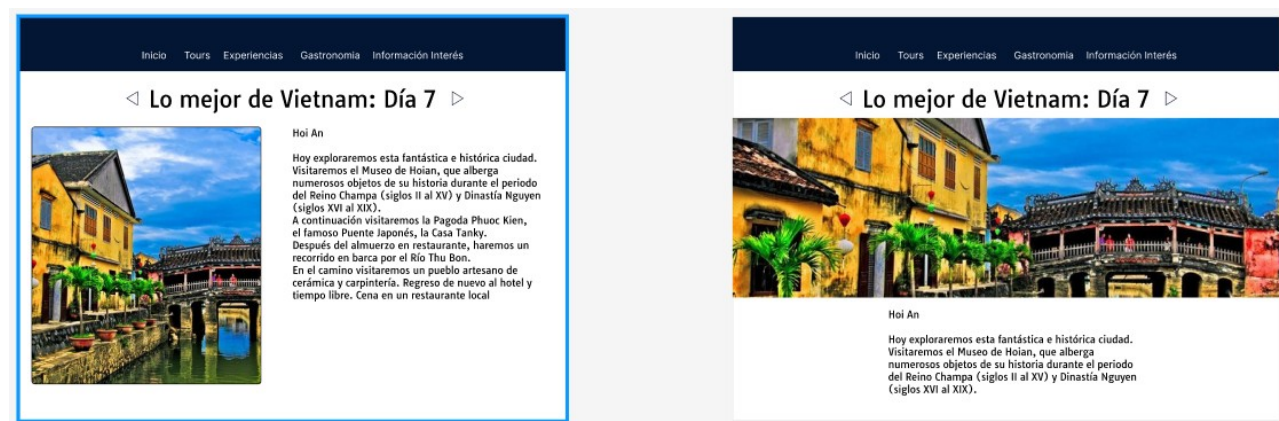 Inicio Tours Experiencias Gastronomia Información Interés
Lo mejor de Vietnam: Día 7
Hoi An
Hoy exploraremos esta fantástica e histórica ciudad.
Visitaremos el Museo de Hoian, que alberga
numerosos objetos de su historia durante el periodo
del Reino Champa (siglos II al XV) y Dinastía Nguyen
(siglos XVI al XIX).
A continuación visitaremos la Pagoda Phuoc Kien,
el famoso Puente Japonés, la Casa Tanky.
Después del almuerzo en restaurante, haremos un
recorrido en barca por el Río Thu Bon.
En el camino visitaremos un pueblo artesano de
cerámica y carpintería. Regreso de nuevo al hotel y
tiempo libre. Cena en un restaurante local
Inicio Tours Experiencias Gastronomia Información Interés
Lo mejor de Vietnam: Día 7
Hoi An
Hoy exploraremos esta fantástica e histórica ciudad.
Visitaremos el Museo de Hoian, que alberga
numerosos objetos de su historia durante el periodo
del Reino Champa (siglos II al XV) y Dinastía Nguyen
(siglos XVI al XIX).